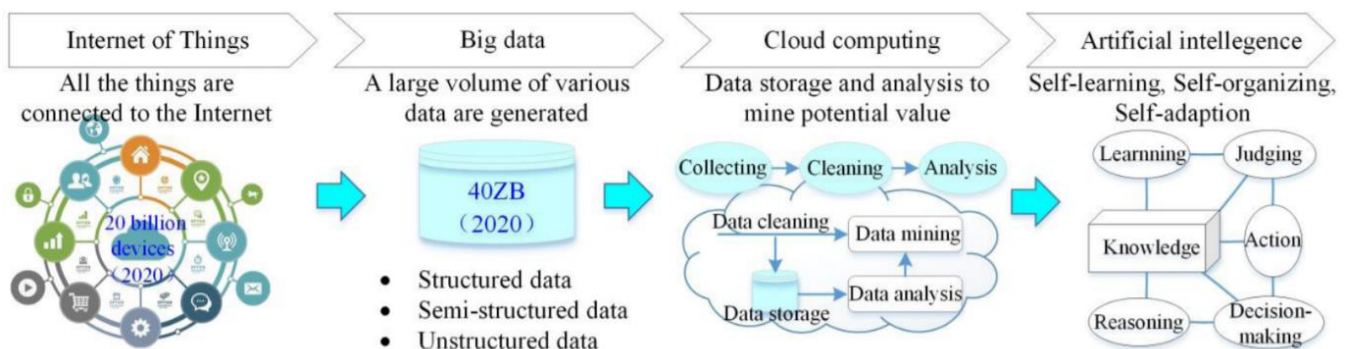 Internet of Things
All the things are
connected to the Internet
20 billion
devices
(2020)
Big data
A large volume of various
data are generated
40ZB
(2020)
• Structured data
• Semi-structured data
• Unstructured data
Cloud computing
Data storage and analysis to
mine potential value
Collecting
Cleaning
Analysis
Data cleaning
Data mining
Data analysis
Data storage
Artificial intellegence
Self-learning, Self-organizing,
Self-adaption
Learnning
Judging
Knowledge
Action
Reasoning
Decision-
making